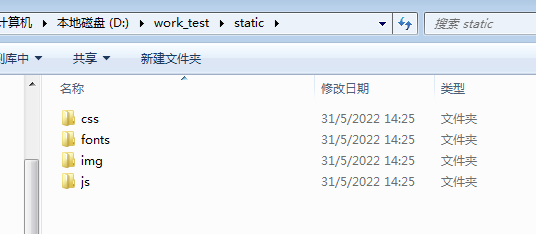 计算机 ▸ 本地磁盘 (D:) ▸ work_test ▸ static ▸ 搜索 static
到库中 共享 新建文件夹
名称 修改日期 类型
css 31/5/2022 14:25 文件夹
fonts 31/5/2022 14:25 文件夹
img 31/5/2022 14:25 文件夹
js 31/5/2022 14:25 文件夹